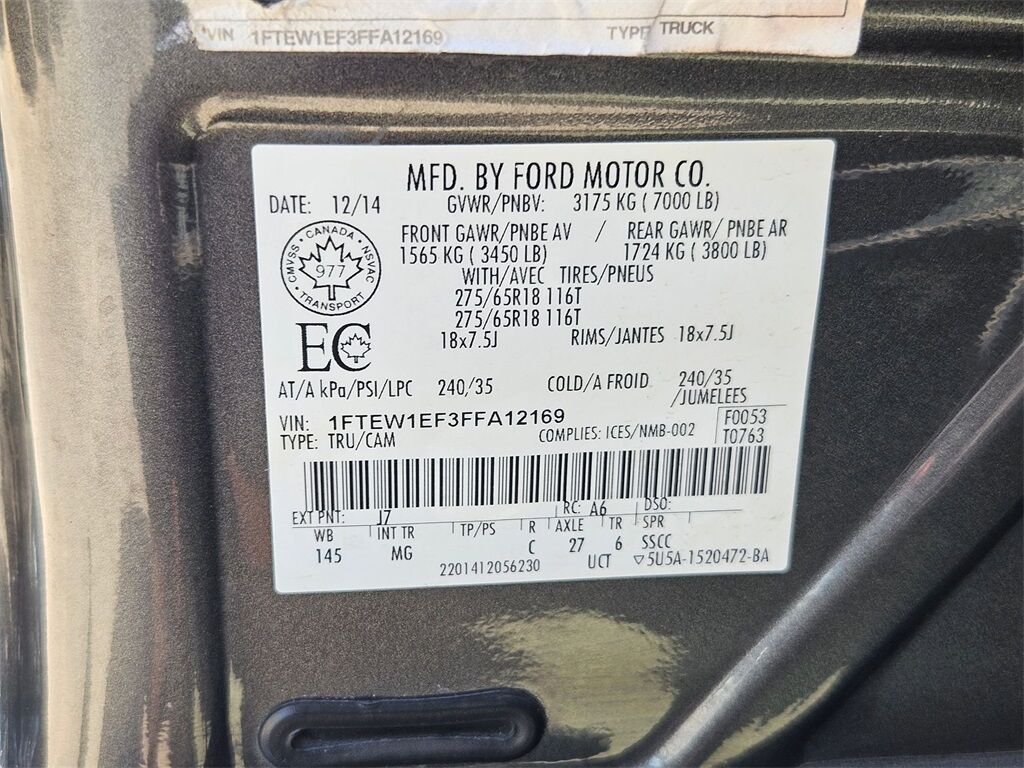 VIN 1FTEW1EF3FFA12169 TYPE TRUCK
MFD. BY FORD MOTOR CO.
DATE: 12/14 GVWR/PNBV: 3175 KG ( 7000 LB)
FRONT GAWR/PNBE AV / REAR GAWR/ PNBE AR
1565 KG ( 3450 LB) 1724 KG ( 3800 LB)
WITH/AVEC TIRES/PNEUS
275/65R18 116T
275/65R18 116T
18x7.5J RIMS/JANTES 18x7.5J
CMVSS • CANADA • NSVAC • TRANSPORT •
977
EC
AT/A kPa/PSI/LPC 240/35 COLD/A FROID 240/35
/JUMELEES
VIN: 1FTEW1EF3FFA12169 F0053
TYPE: TRU/CAM COMPLIES: ICES/NMB-002 T0763
EXT PNT: J7 RC: A6 DSO:
WB INT TR TP/PS R AXLE TR SPR
145 MG C 27 6 SSCC
2201412056230 UCT ▽5U5A-1520472-BA